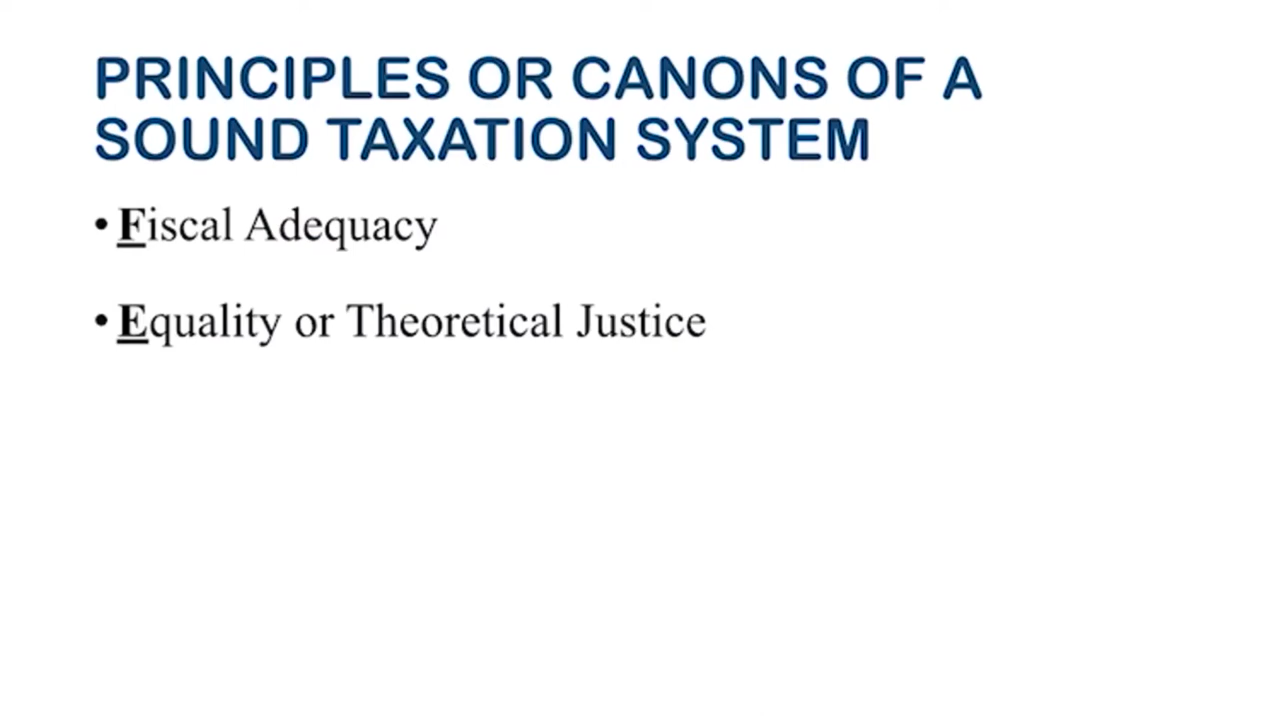 PRINCIPLES OR CANONS OF A
SOUND TAXATION SYSTEM
• Fiscal Adequacy
• Equality or Theoretical Justice